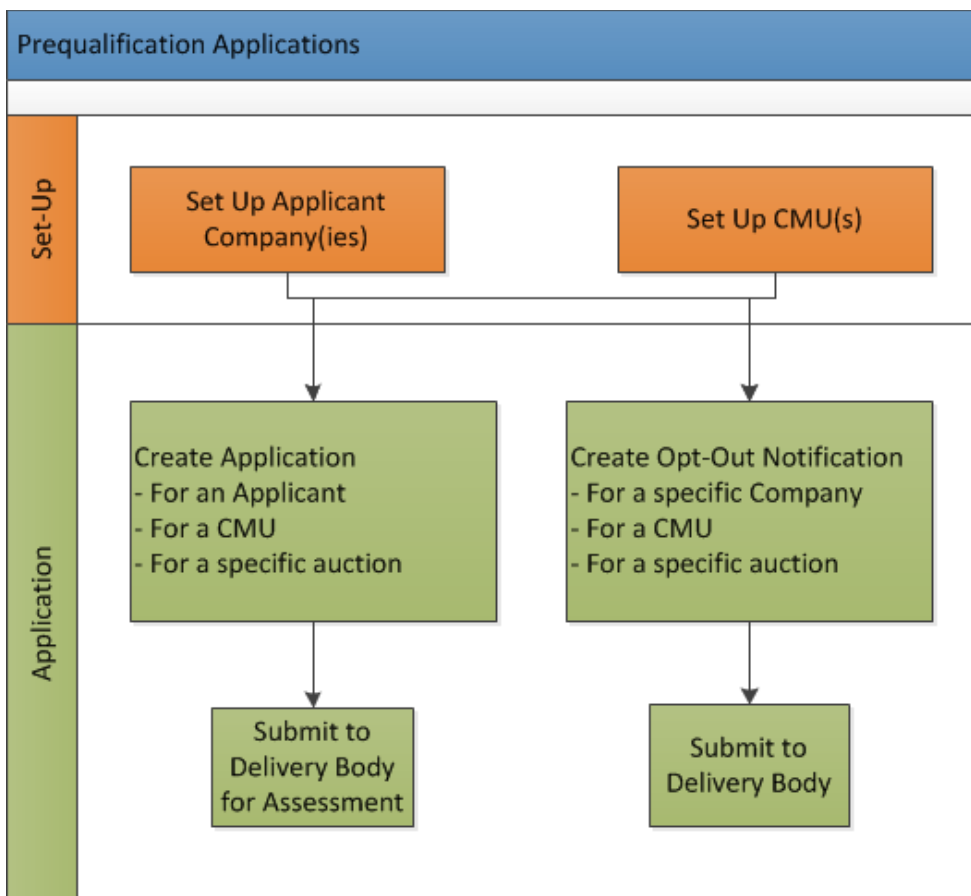 Prequalification Applications
Set-Up
Set Up Applicant
Company(ies)
Set Up CMU(s)
Application
Create Application
- For an Applicant
- For a CMU
- For a specific auction
Create Opt-Out Notification
- For a specific Company
- For a CMU
- For a specific auction
Submit to
Delivery Body
for Assessment
Submit to
Delivery Body